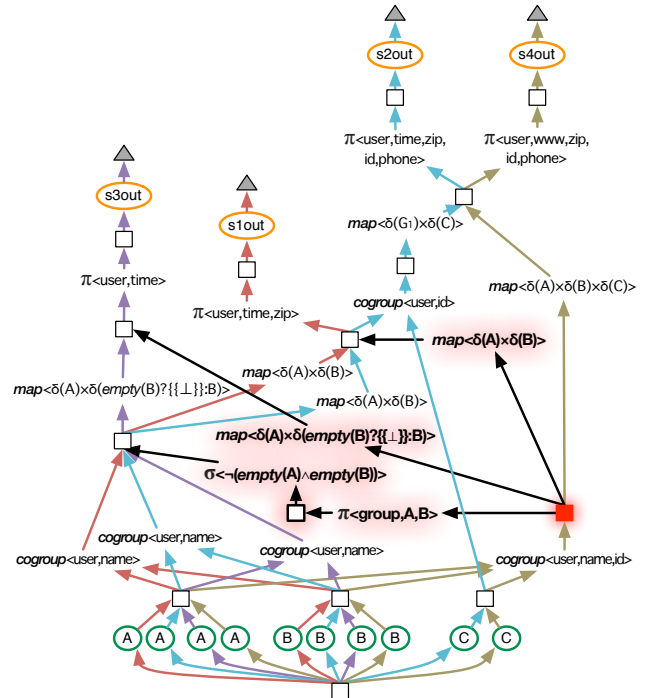 s2out
s4out
π<user,time,zip,
id,phone>
π<user,www,zip,
id,phone>
s3out
s1out
map<δ(G₁)×δ(C)>
π<user,time>
map<δ(A)×δ(B)×δ(C)>
cogroup<user,id>
π<user,time,zip>
map<δ(A)×δ(B)>
map<δ(A)×δ(B)>
map<δ(A)×δ(empty(B)?{{⊥}}:B)>
map<δ(A)×δ(B)>
map<δ(A)×δ(empty(B)?{{⊥}}:B)>
σ<¬(empty(A)∧empty(B))>
π<group,A,B>
cogroup<user,name>
cogroup<user,name>
cogroup<user,name>
cogroup<user,name,id>
A
A
A
A
B
B
B
B
C
C